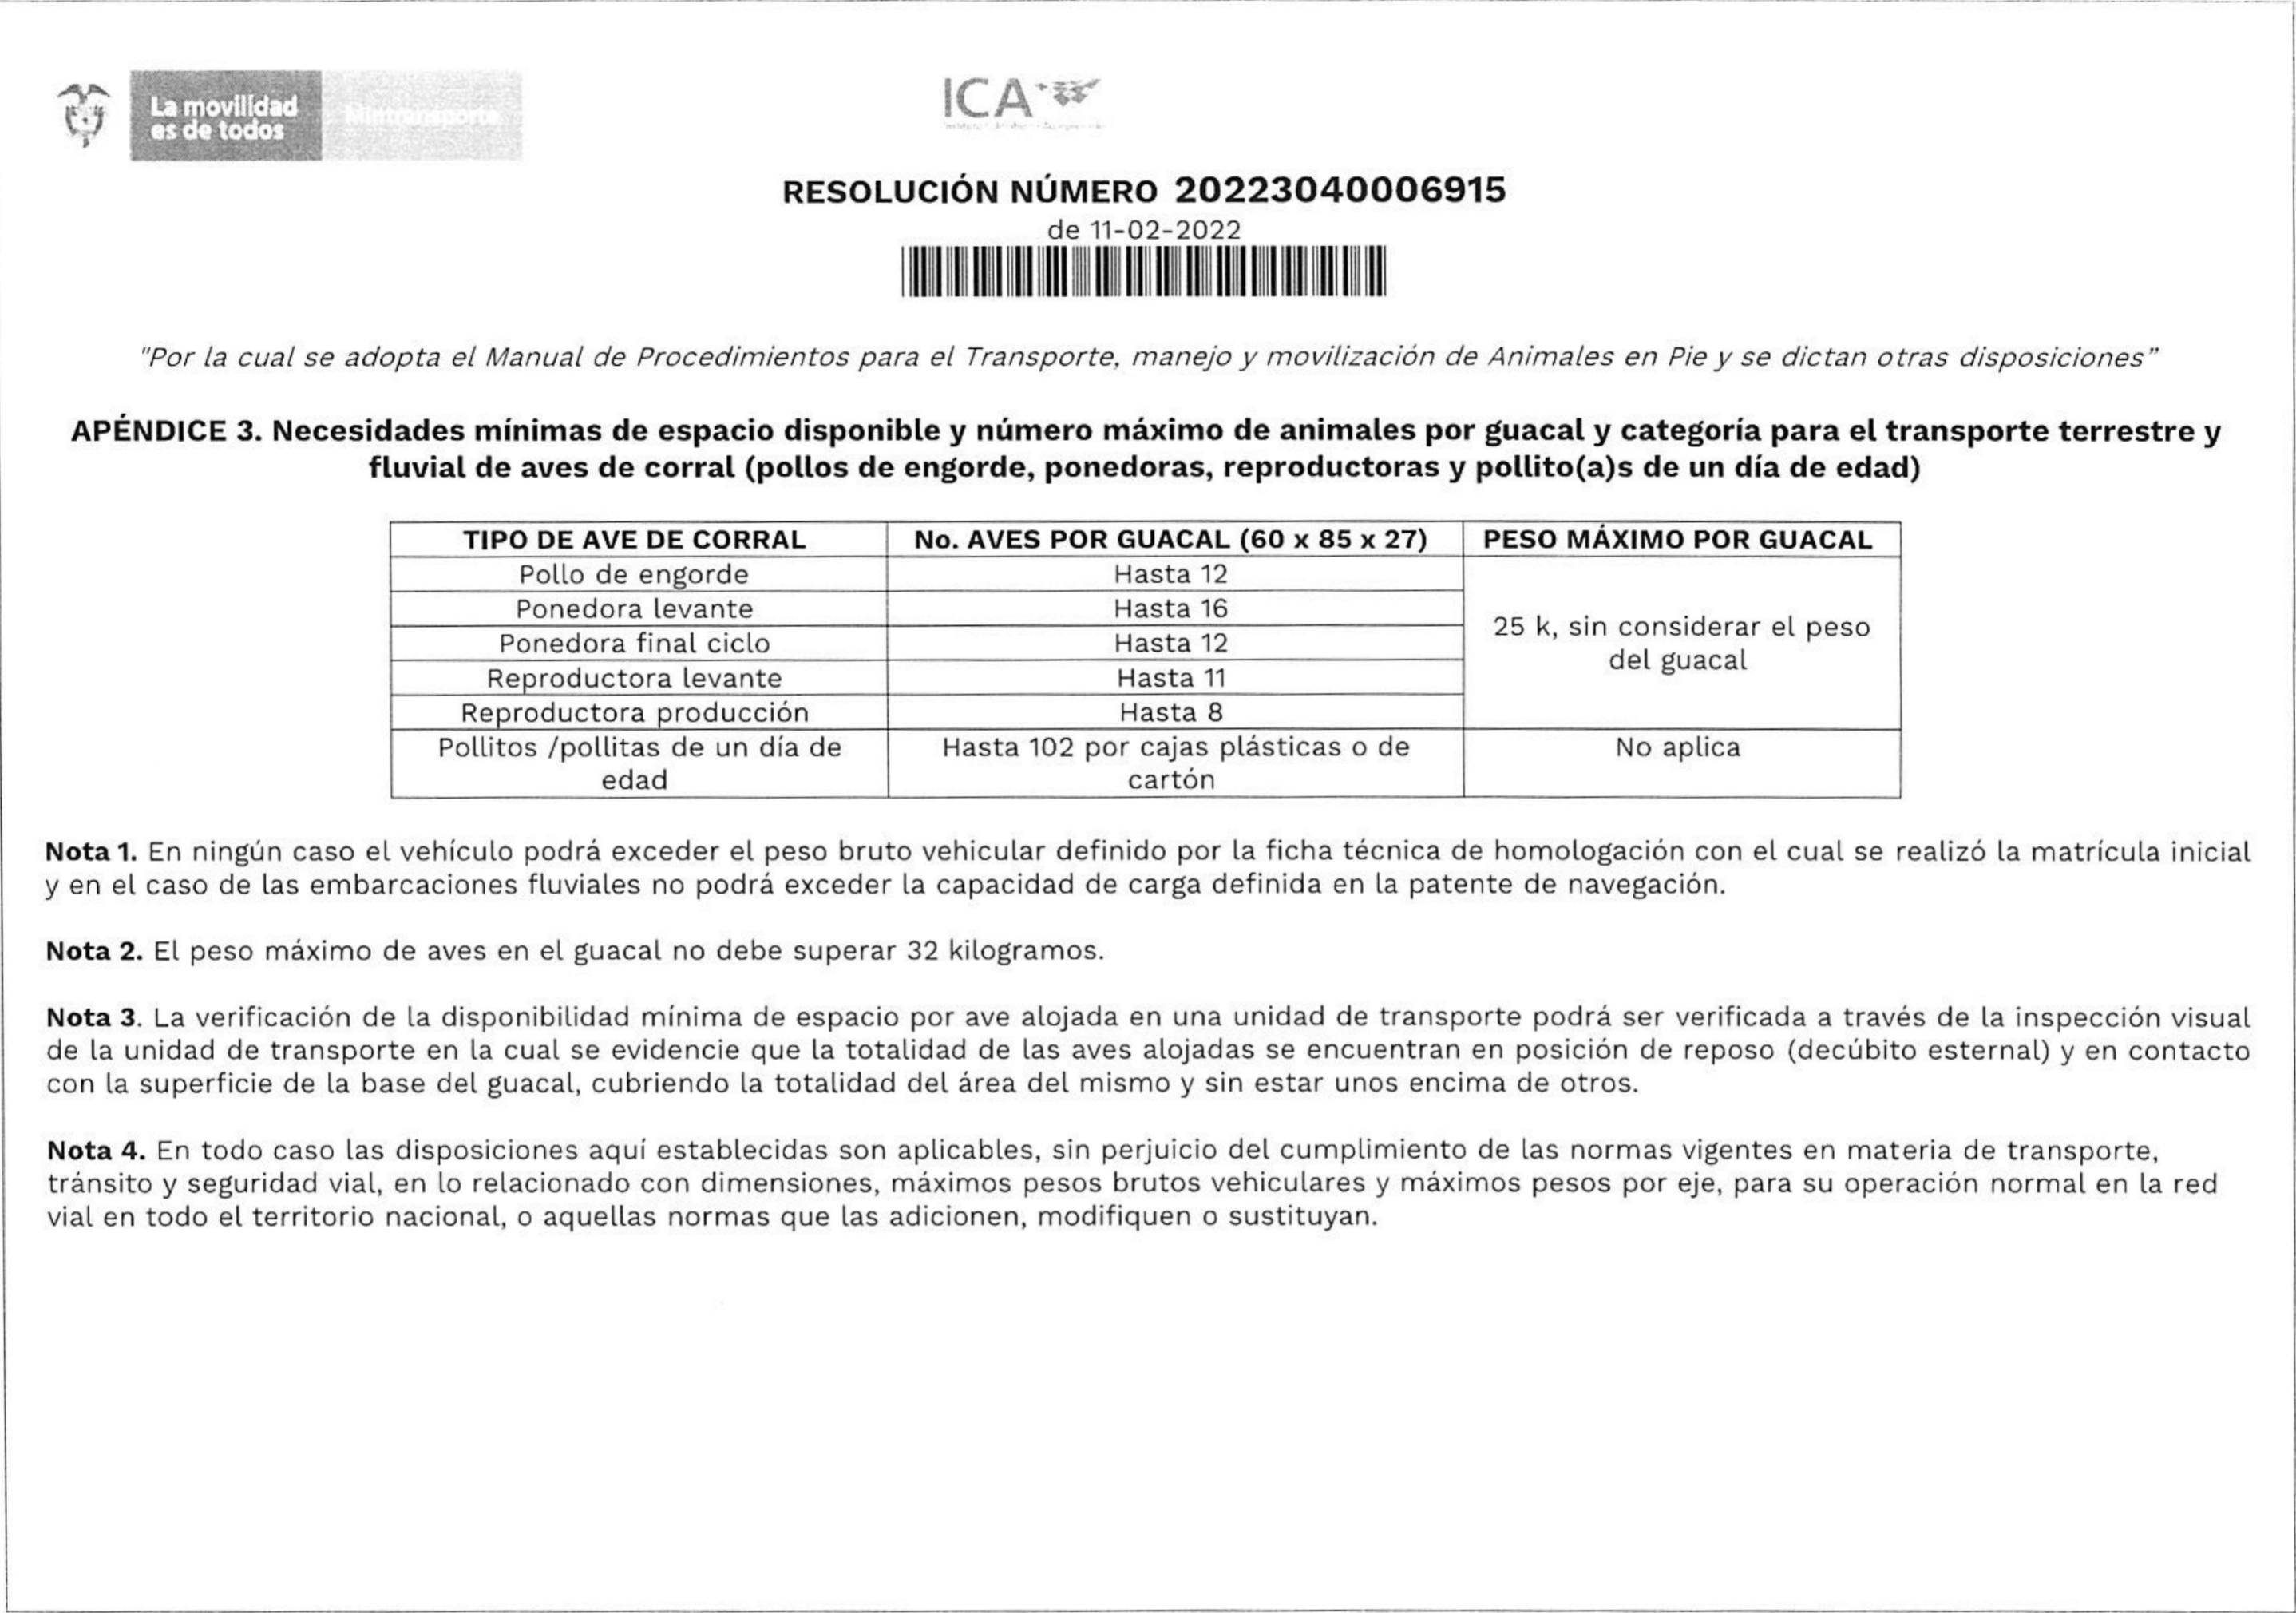 La movilidad
es de todos
Mintransporte
ICA
RESOLUCIÓN NÚMERO 20223040006915
de 11-02-2022
"Por la cual se adopta el Manual de Procedimientos para el Transporte, manejo y movilización de Animales en Pie y se dictan otras disposiciones"
APÉNDICE 3. Necesidades mínimas de espacio disponible y número máximo de animales por guacal y categoría para el transporte terrestre y
fluvial de aves de corral (pollos de engorde, ponedoras, reproductoras y pollito(a)s de un día de edad)
TIPO DE AVE DE CORRAL No. AVES POR GUACAL (60 x 85 x 27) PESO MÁXIMO POR GUACAL
Pollo de engorde Hasta 12
Ponedora levante Hasta 16
25 k, sin considerar el peso
del guacal
Ponedora final ciclo Hasta 12
Reproductora levante Hasta 11
Reproductora producción Hasta 8
Pollitos /pollitas de un día de Hasta 102 por cajas plásticas o de No aplica
edad cartón
Nota 1. En ningún caso el vehículo podrá exceder el peso bruto vehicular definido por la ficha técnica de homologación con el cual se realizó la matrícula inicial
y en el caso de las embarcaciones fluviales no podrá exceder la capacidad de carga definida en la patente de navegación.
Nota 2. El peso máximo de aves en el guacal no debe superar 32 kilogramos.
Nota 3. La verificación de la disponibilidad mínima de espacio por ave alojada en una unidad de transporte podrá ser verificada a través de la inspección visual
de la unidad de transporte en la cual se evidencie que la totalidad de las aves alojadas se encuentran en posición de reposo (decúbito esternal) y en contacto
con la superficie de la base del guacal, cubriendo la totalidad del área del mismo y sin estar unos encima de otros.
Nota 4. En todo caso las disposiciones aquí establecidas son aplicables, sin perjuicio del cumplimiento de las normas vigentes en materia de transporte,
tránsito y seguridad vial, en lo relacionado con dimensiones, máximos pesos brutos vehiculares y máximos pesos por eje, para su operación normal en la red
vial en todo el territorio nacional, o aquellas normas que las adicionen, modifiquen o sustituyan.